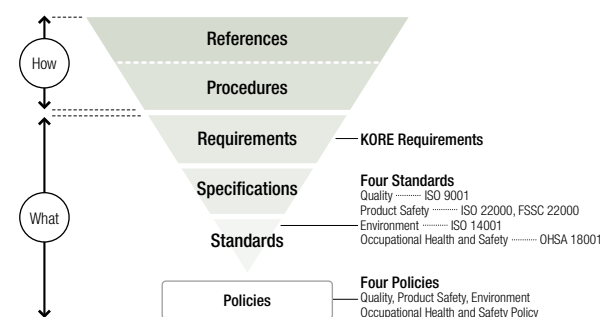 References
How
Procedures
Requirements
KORE Requirements
Specifications
Four Standards
Quality ············ ISO 9001
Product Safety ············ ISO 22000, FSSC 22000
Environment ············ ISO 14001
Occupational Health and Safety ············ OHSA 18001
What
Standards
Policies
Four Policies
Quality, Product Safety, Environment
Occupational Health and Safety Policy